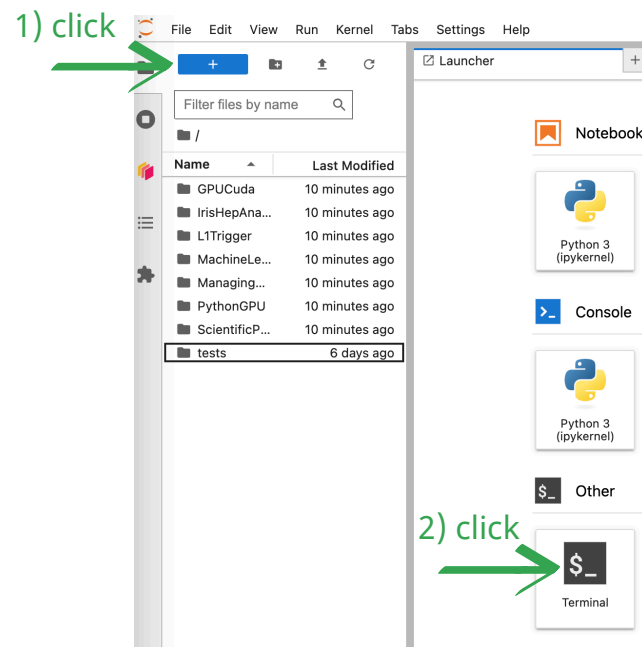 1) click
File Edit View Run Kernel Tabs Settings Help
+
Launcher
+
Filter files by name
/
Name Last Modified
GPUCuda 10 minutes ago
IrisHepAna... 10 minutes ago
L1Trigger 10 minutes ago
MachineLe... 10 minutes ago
Managing... 10 minutes ago
PythonGPU 10 minutes ago
ScientificP... 10 minutes ago
tests 6 days ago
Notebook
Python 3
(ipykernel)
>_ Console
Python 3
(ipykernel)
$_ Other
2) click
$_
Terminal